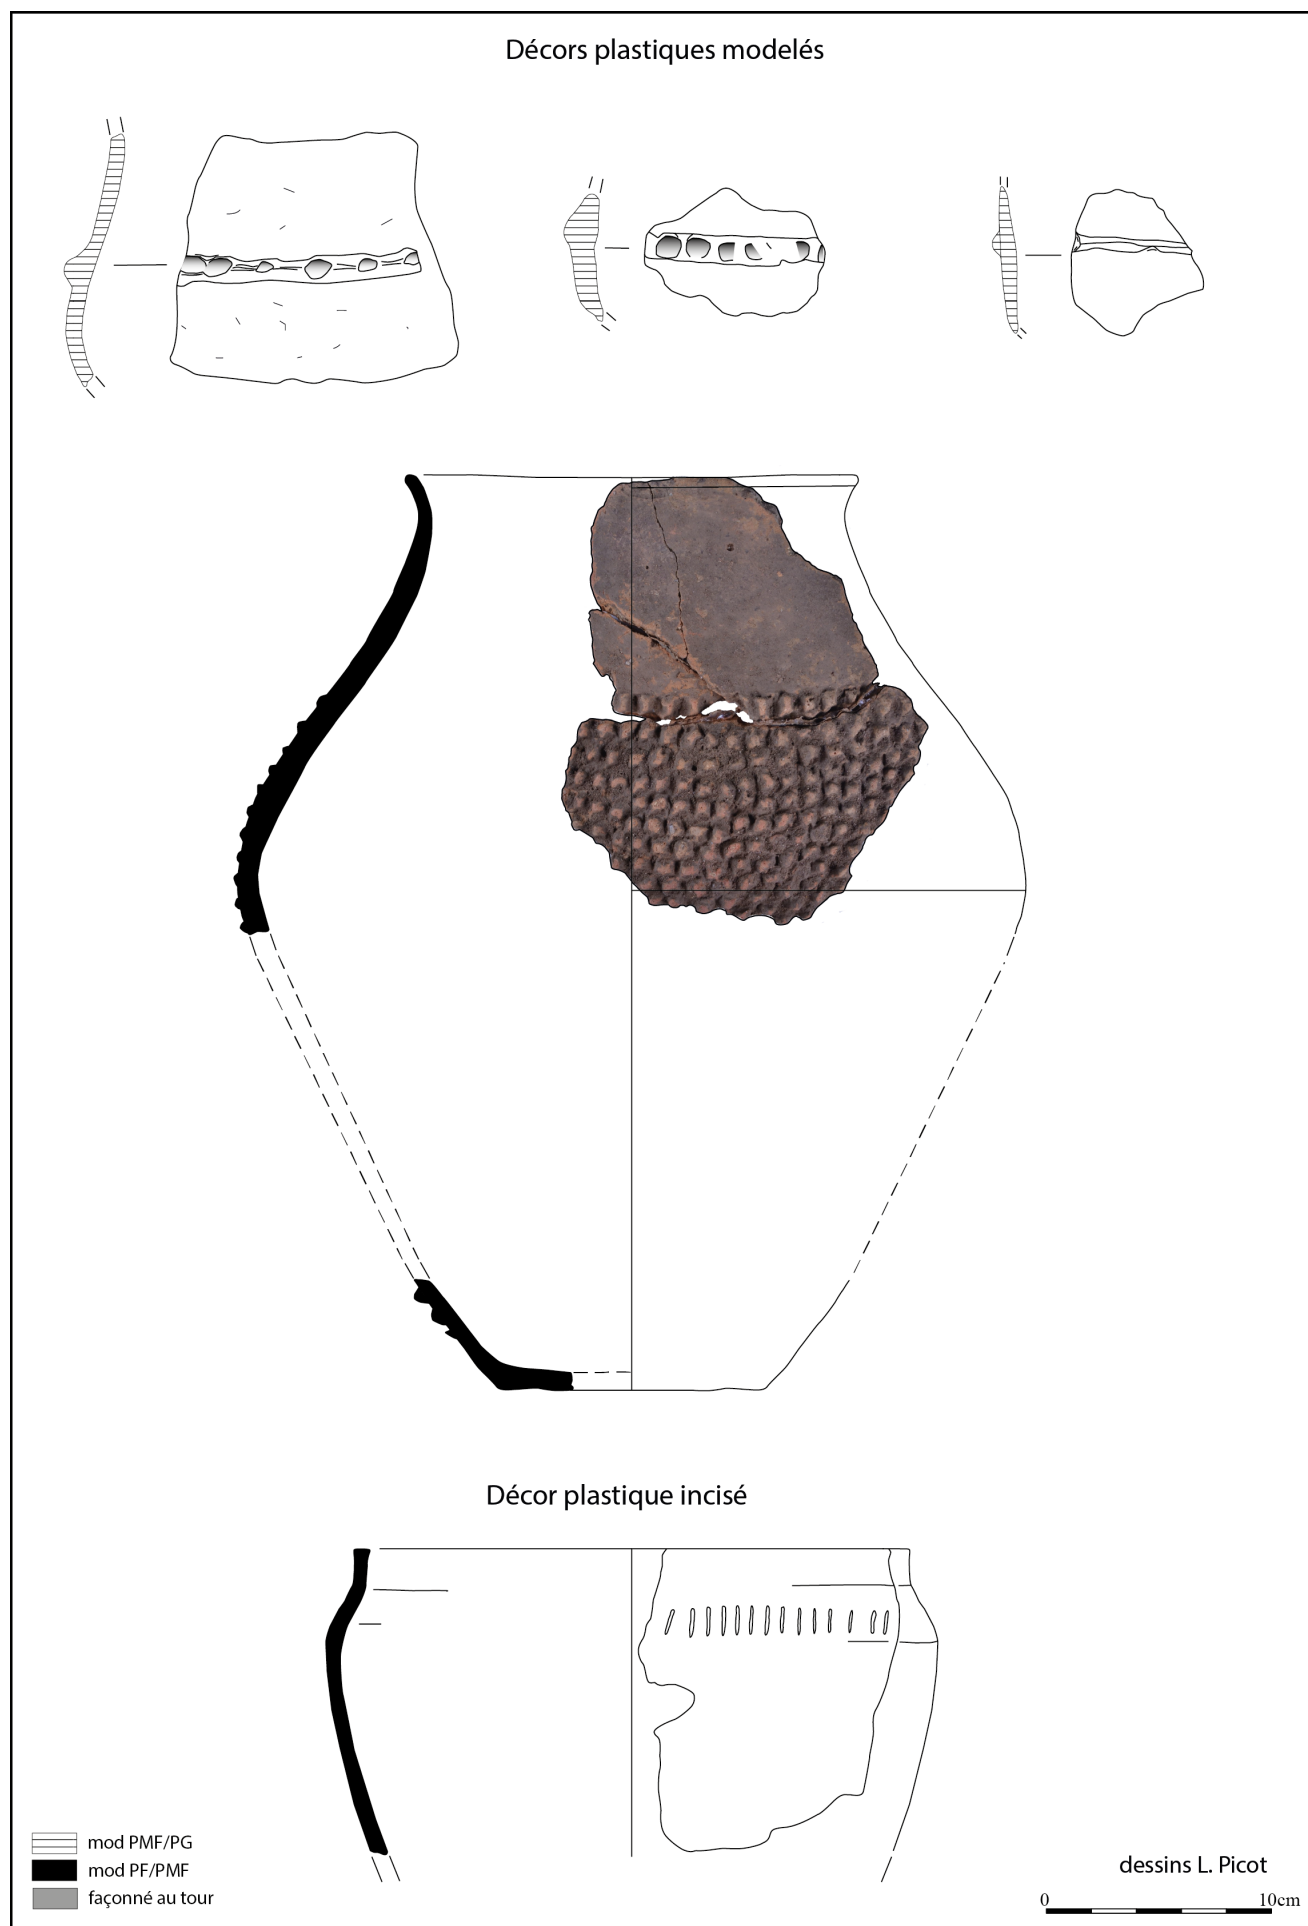 Décors plastiques modelés
Décor plastique incisé
mod PMF/PG
mod PF/PMF
façonné au tour
dessins L. Picot
0 10cm